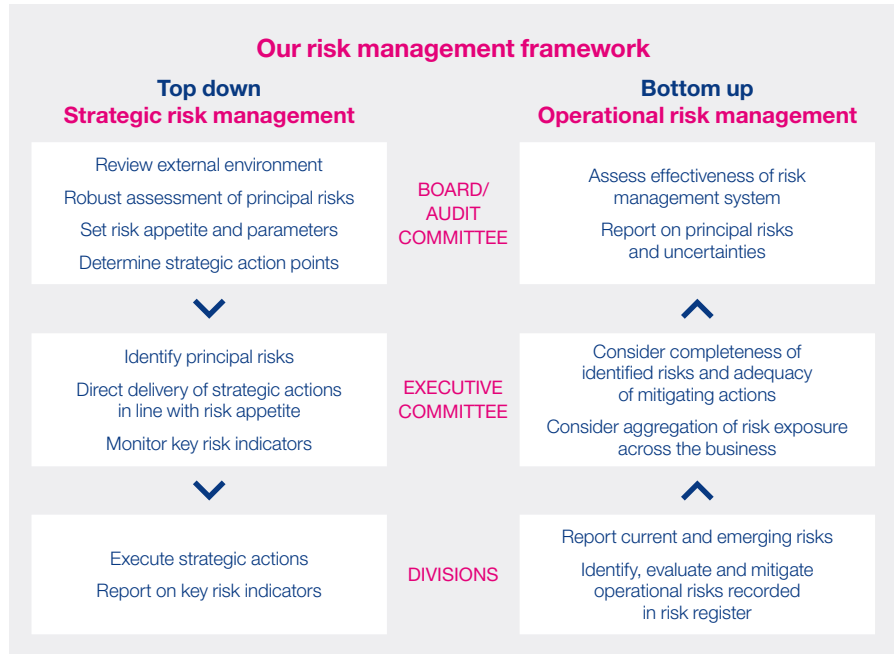 Our risk management framework
Top down
Strategic risk management
Bottom up
Operational risk management
Review external environment
Robust assessment of principal risks
Set risk appetite and parameters
Determine strategic action points
BOARD/
AUDIT
COMMITTEE
Assess effectiveness of risk
management system
Report on principal risks
and uncertainties
Identify principal risks
Direct delivery of strategic actions
in line with risk appetite
Monitor key risk indicators
EXECUTIVE
COMMITTEE
Consider completeness of
identified risks and adequacy
of mitigating actions
Consider aggregation of risk exposure
across the business
Execute strategic actions
Report on key risk indicators
DIVISIONS
Report current and emerging risks
Identify, evaluate and mitigate
operational risks recorded
in risk register